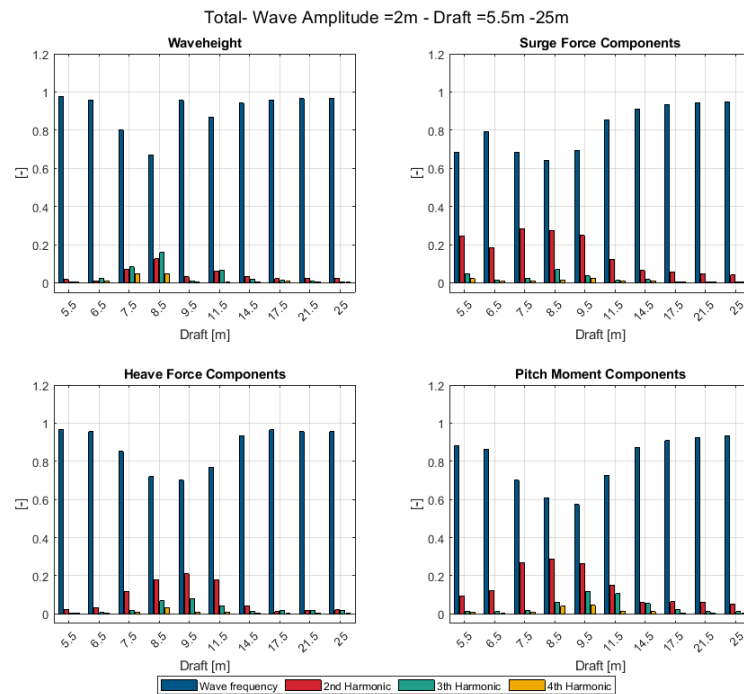 Total- Wave Amplitude =2m - Draft =5.5m -25m
Waveheight
1.2
1
0.8
0.6
0.4
0.2
0
[-]
5.5 6.5 7.5 8.5 9.5 11.5 14.5 17.5 21.5 25
Draft [m]
Surge Force Components
1.2
1
0.8
0.6
0.4
0.2
0
[-]
5.5 6.5 7.5 8.5 9.5 11.5 14.5 17.5 21.5 25
Draft [m]
Heave Force Components
1.2
1
0.8
0.6
0.4
0.2
0
[-]
5.5 6.5 7.5 8.5 9.5 11.5 14.5 17.5 21.5 25
Draft [m]
Pitch Moment Components
1.2
1
0.8
0.6
0.4
0.2
0
[-]
5.5 6.5 7.5 8.5 9.5 11.5 14.5 17.5 21.5 25
Draft [m]
Wave frequency 2nd Harmonic 3th Harmonic 4th Harmonic